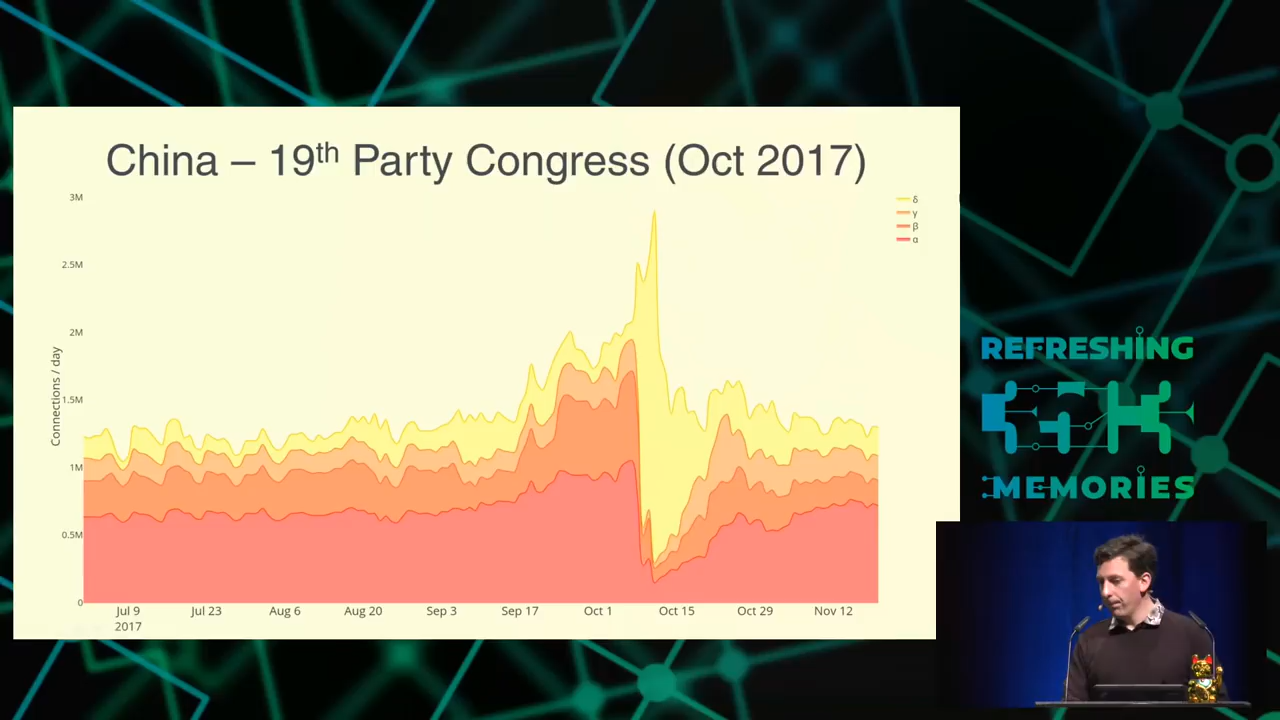 China – 19th Party Congress (Oct 2017)
3M
2.5M
2M
1.5M
1M
0.5M
0
Connections / day
δ
γ
β
α
Jul 9
2017
Jul 23
Aug 6
Aug 20
Sep 3
Sep 17
Oct 1
Oct 15
Oct 29
Nov 12
REFRESHING
MEMORIES